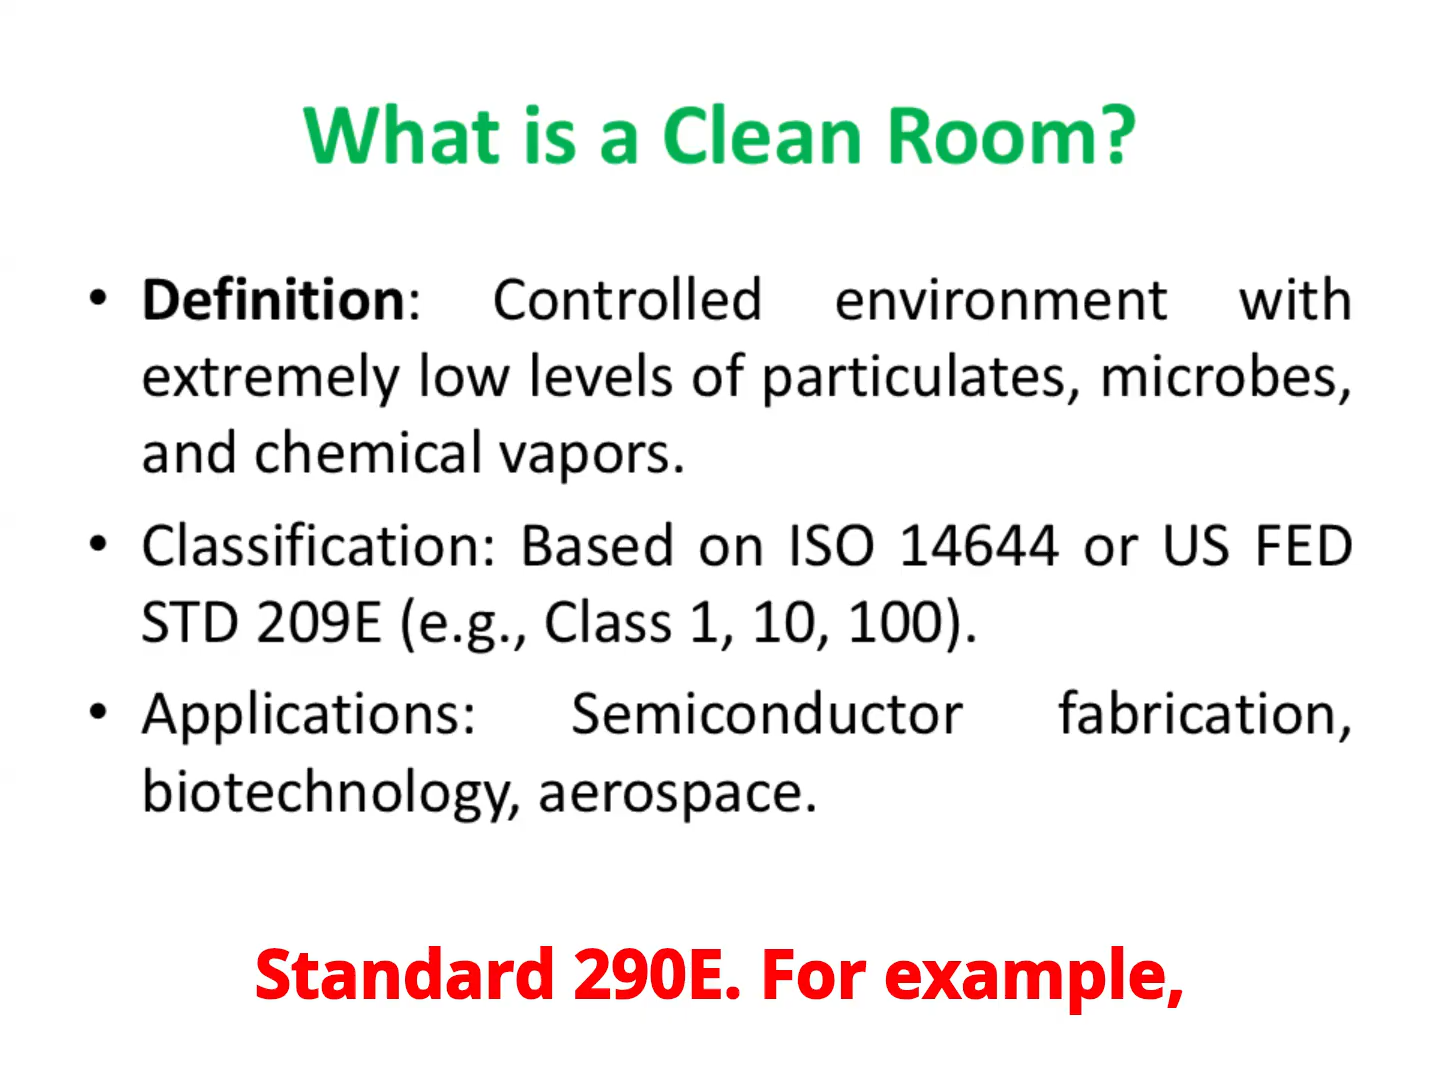 What is a Clean Room?
• Definition: Controlled environment with
extremely low levels of particulates, microbes,
and chemical vapors.
• Classification: Based on ISO 14644 or US FED
STD 209E (e.g., Class 1, 10, 100).
• Applications: Semiconductor fabrication,
biotechnology, aerospace.
Standard 290E. For example,